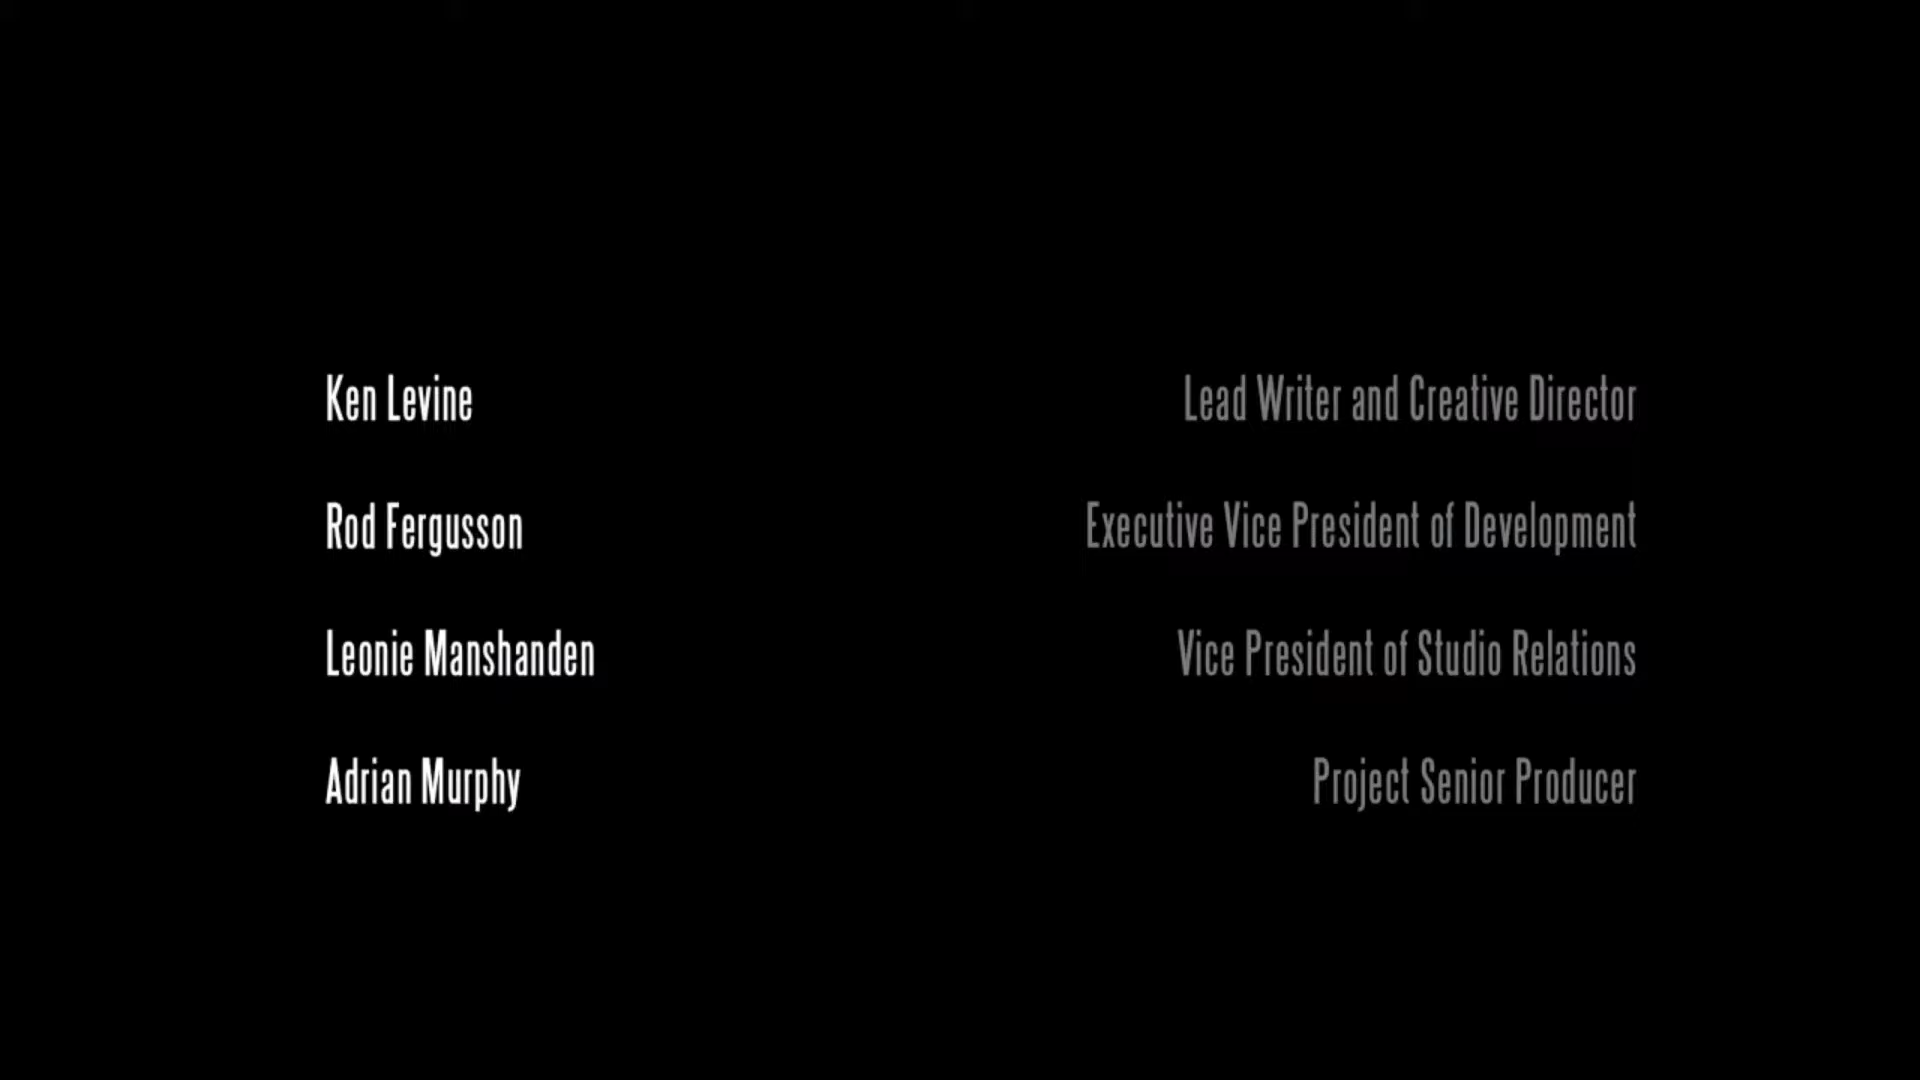 Ken Levine Lead Writer and Creative Director
Rod Fergusson Executive Vice President of Development
Leonie Manshanden Vice President of Studio Relations
Adrian Murphy Project Senior Producer